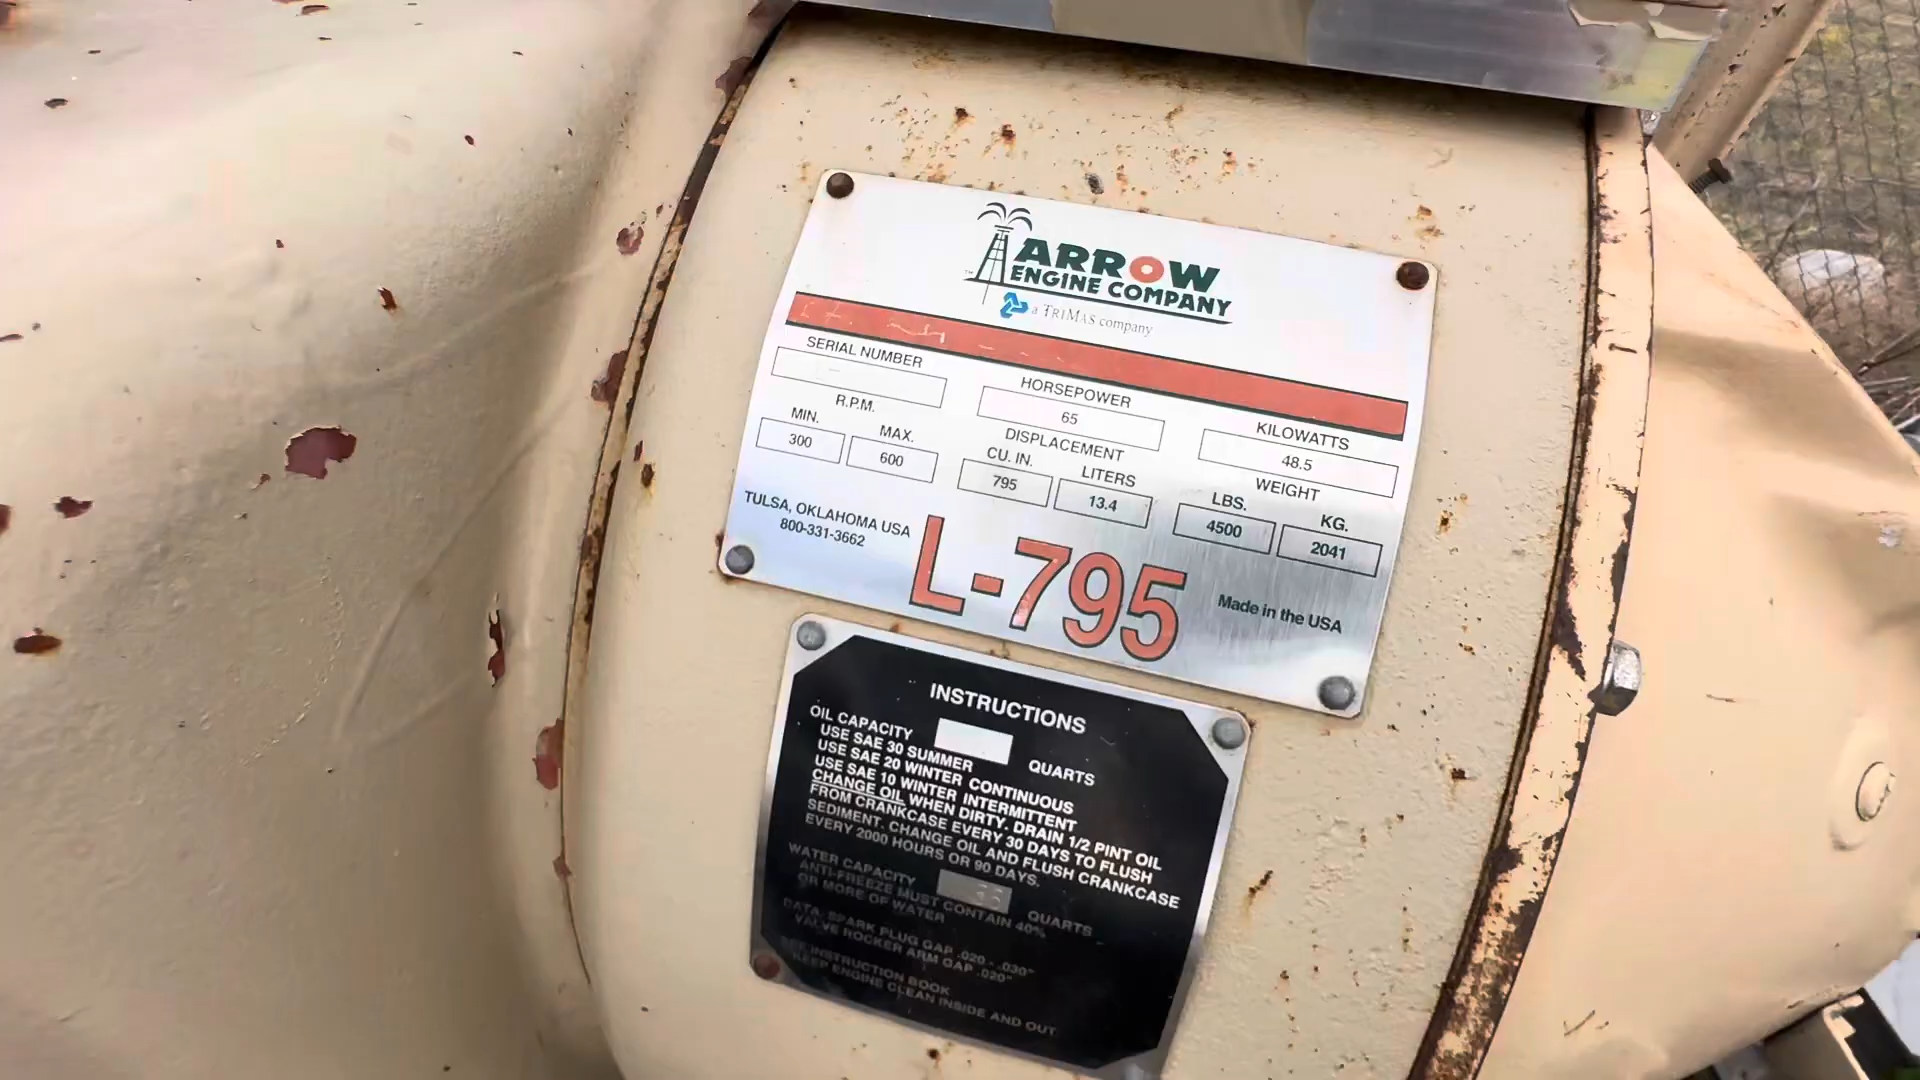 ARROW
ENGINE COMPANY
a TRIMAS company
SERIAL NUMBER
HORSEPOWER
65
KILOWATTS
48.5
R.P.M.
MIN.
300
MAX.
600
DISPLACEMENT
CU. IN.
795
LITERS
13.4
WEIGHT
LBS.
4500
KG.
2041
TULSA, OKLAHOMA USA
800-331-3662
L-795
Made in the USA
INSTRUCTIONS
OIL CAPACITY QUARTS
USE SAE 30 SUMMER
USE SAE 20 WINTER CONTINUOUS
USE SAE 10 WINTER INTERMITTENT
CHANGE OIL WHEN DIRTY. DRAIN 1/2 PINT OIL
FROM CRANKCASE EVERY 30 DAYS TO FLUSH
SEDIMENT. CHANGE OIL AND FLUSH CRANKCASE
EVERY 2000 HOURS OR 90 DAYS.
WATER CAPACITY QUARTS
ANTI-FREEZE MUST CONTAIN 40%
OR MORE OF WATER
DATA: SPARK PLUG GAP .020 - .030"
VALVE ROCKER ARM GAP .020"
SEE INSTRUCTION BOOK
KEEP ENGINE CLEAN INSIDE AND OUT